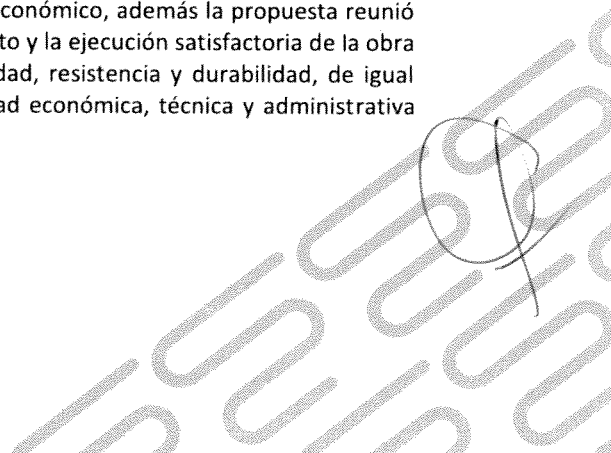 conómico, además la propuesta reunió
to y la ejecución satisfactoria de la obra
dad, resistencia y durabilidad, de igual
ad económica, técnica y administrativa